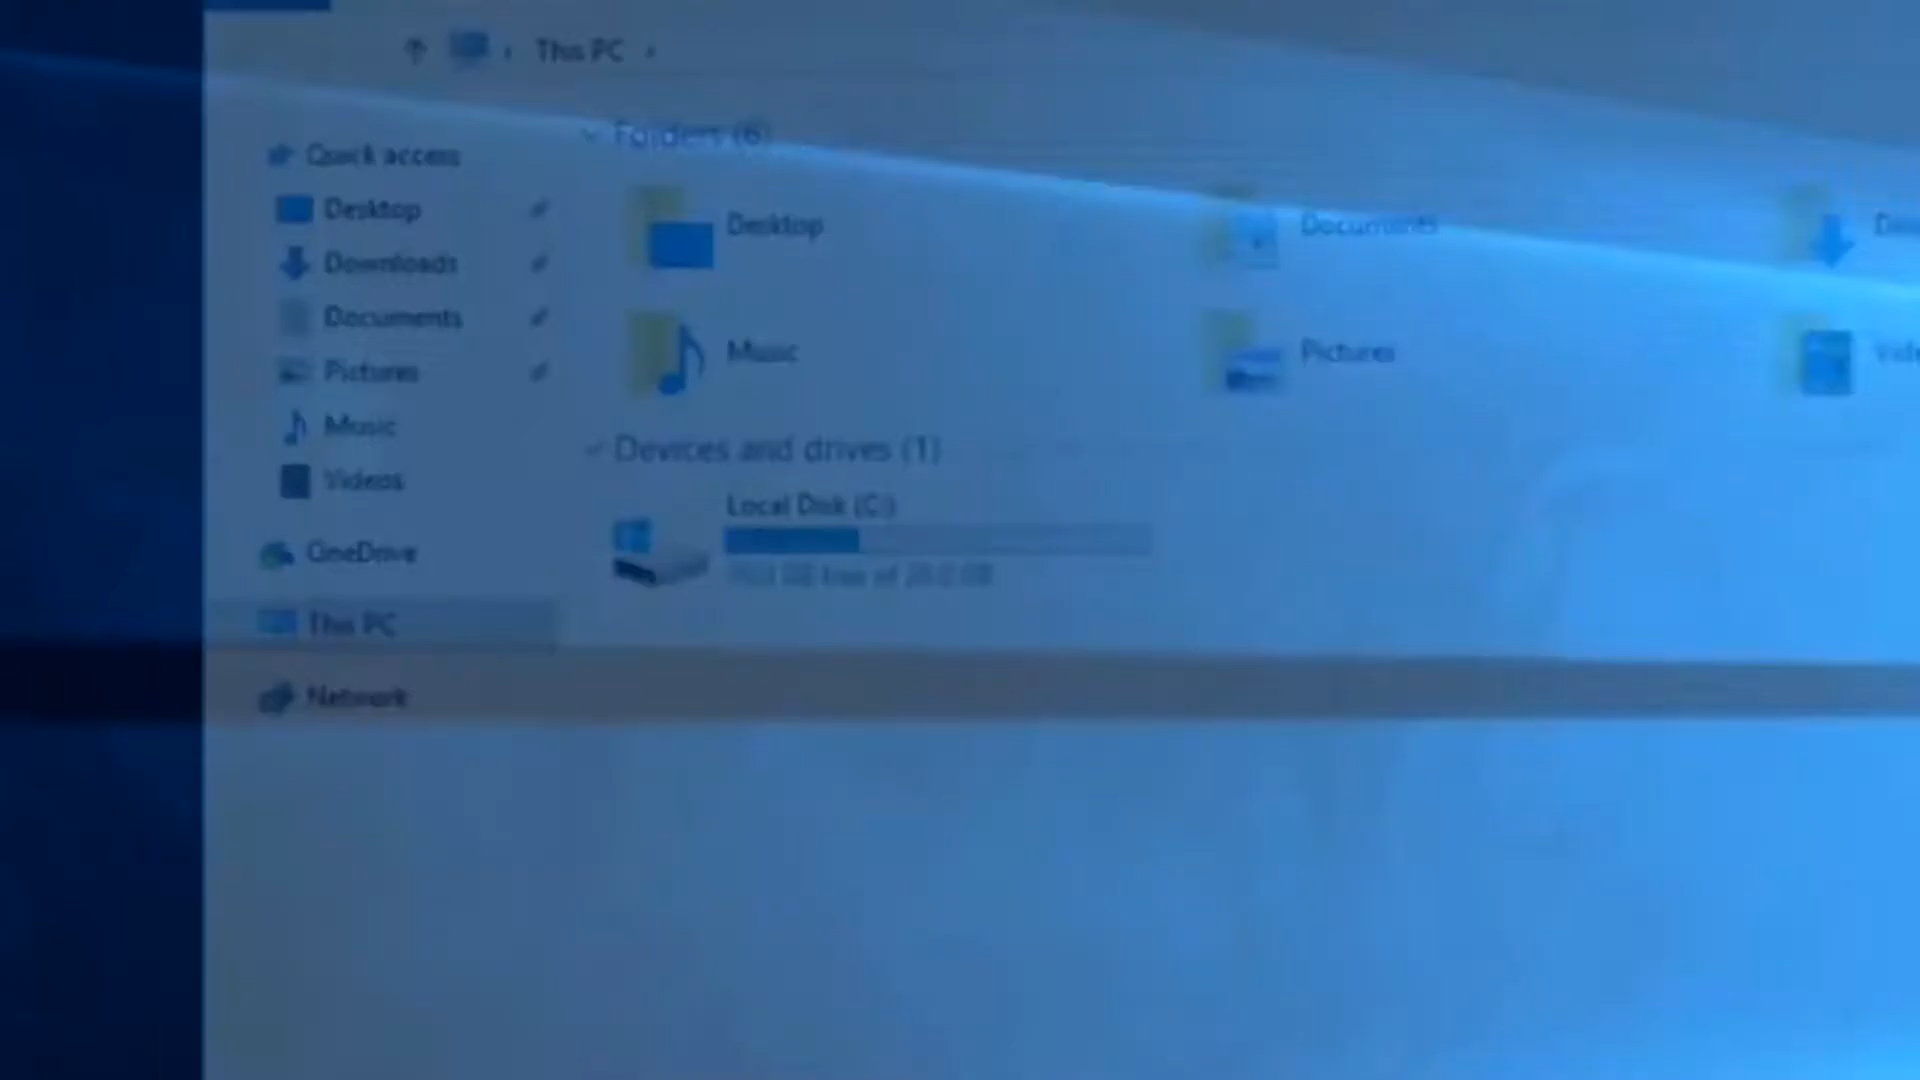 This PC
Folders (6)
Quick access
Desktop
Downloads
Documents
Pictures
Music
Videos
OneDrive
This PC
Network
Desktop
Documents
Music
Pictures
Devices and drives (1)
Local Disk (C:)